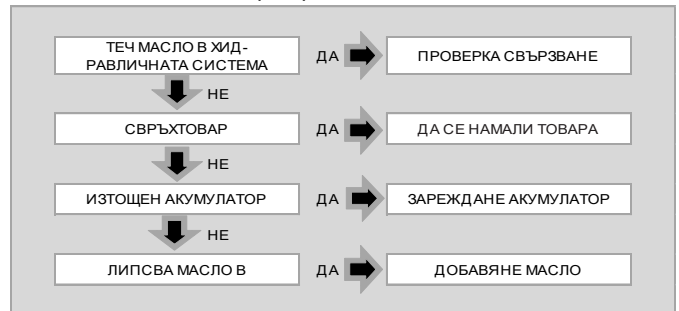 ТЕЧ МАСЛО В ХИД-
РАВЛИЧНАТА СИСТЕМА
ДА
ПРОВЕРКА СВЪРЗВАНЕ
НЕ
СВРЪХТОВАР
ДА
ДА СЕ НАМАЛИ ТОВАРА
НЕ
ИЗТОЩЕН АКУМУЛАТОР
ДА
ЗАРЕЖДАНЕ АКУМУЛАТОР
НЕ
ЛИПСВА МАСЛО В
ДА
ДОБАВЯНЕ МАСЛО